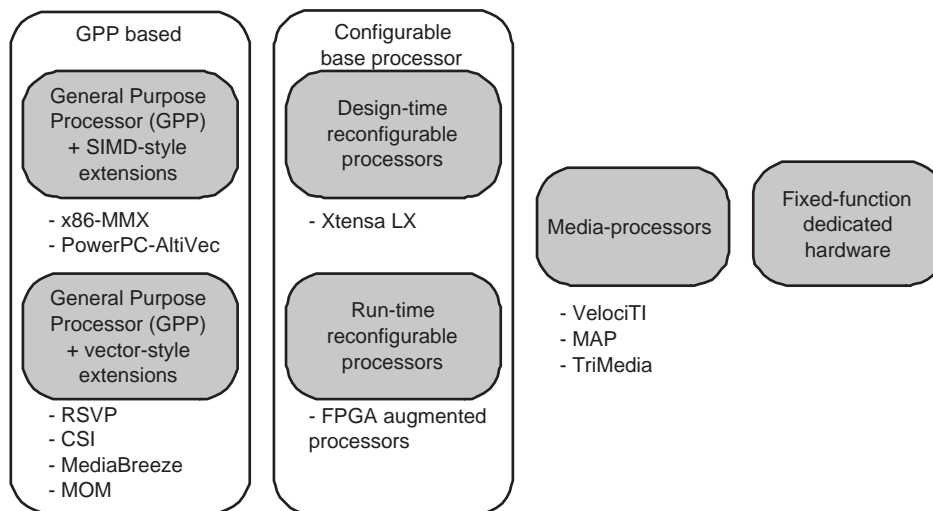 GPP based
General Purpose
Processor (GPP)
+ SIMD-style
extensions
- x86-MMX
- PowerPC-AltiVec
General Purpose
Processor (GPP)
+ vector-style
extensions
- RSVP
- CSI
- MediaBreeze
- MOM
Configurable
base processor
Design-time
reconfigurable
processors
- Xtensa LX
Run-time
reconfigurable
processors
- FPGA augmented
processors
Media-processors
- VelociTI
- MAP
- TriMedia
Fixed-function
dedicated
hardware